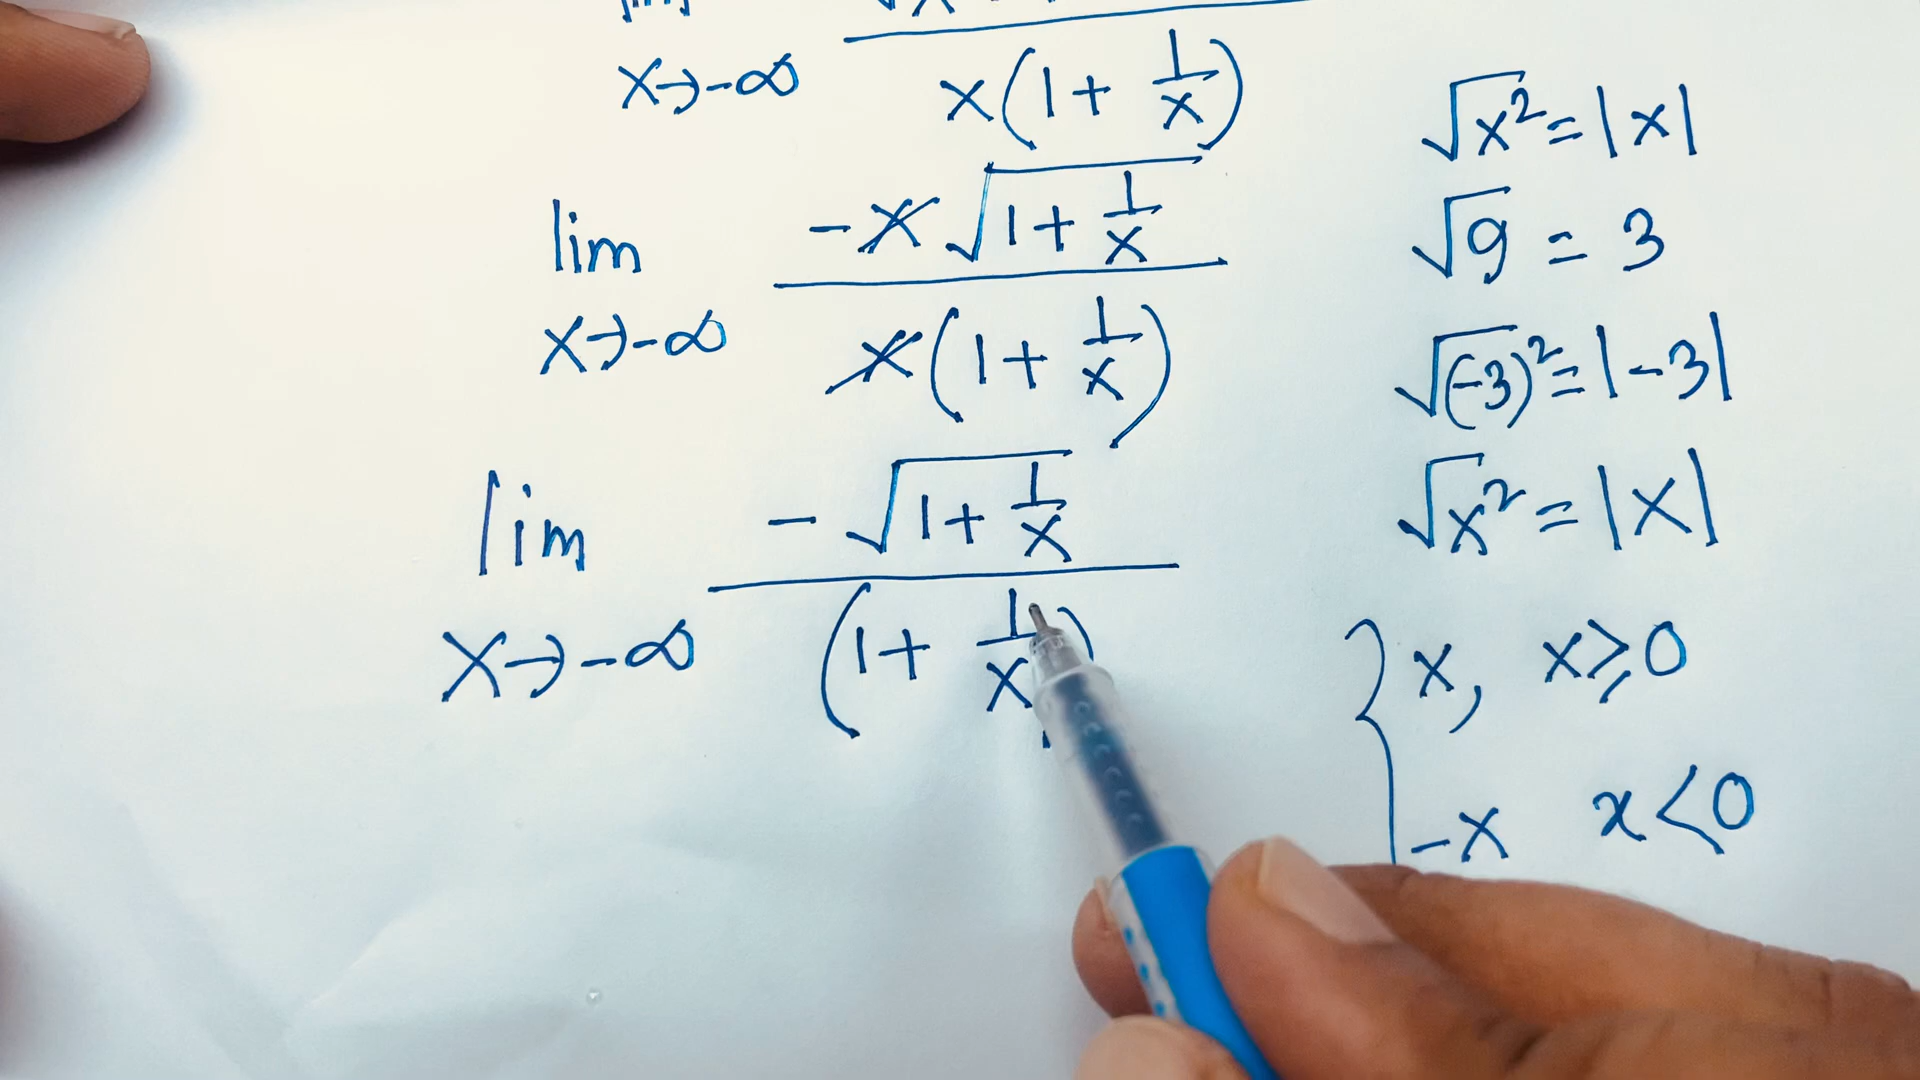 x→-∞ x(1 + 1/x)
lim -x√(1 + 1/x)
x→-∞ x(1 + 1/x)
lim -√(1 + 1/x)
x→-∞ (1 + 1/x)
√x² = |x|
√9 = 3
√(-3)² = |-3|
√x² = |x|
{ x, x≥0
-x x<0